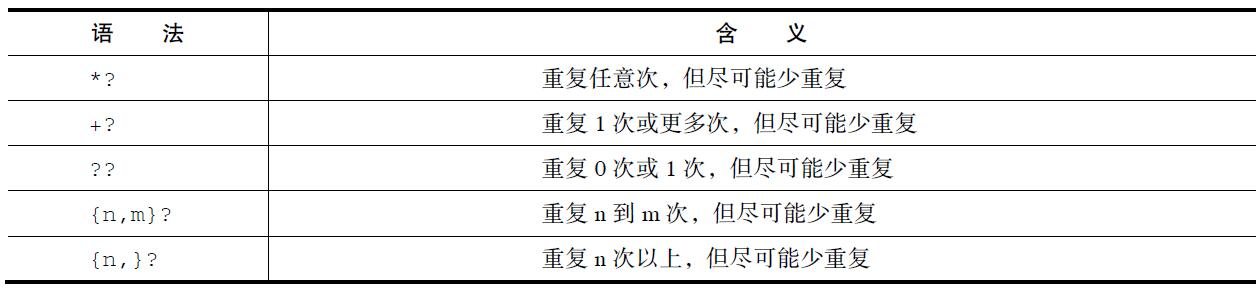 语 法 含 义
*? 重复任意次，但尽可能少重复
+? 重复 1 次或更多次，但尽可能少重复
?? 重复 0 次或 1 次，但尽可能少重复
{n,m}? 重复 n 到 m 次，但尽可能少重复
{n,}? 重复 n 次以上，但尽可能少重复